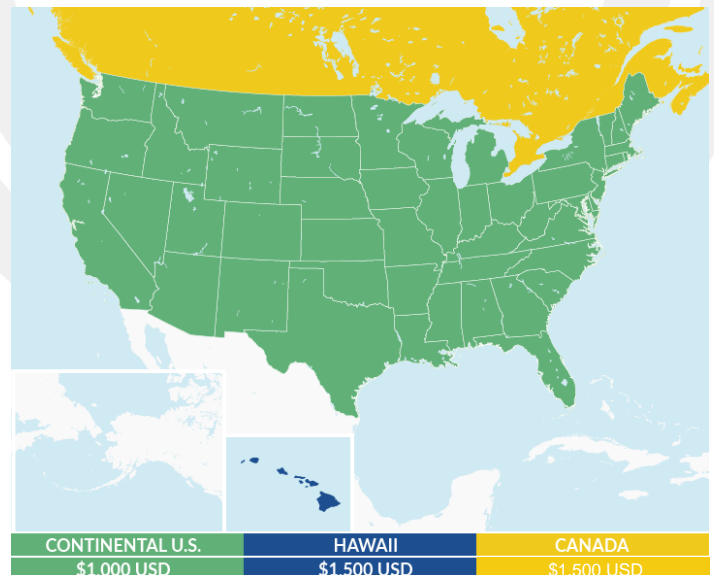 CONTINENTAL U.S.
HAWAII
CANADA
$1,000 USD
$1,500 USD
$1,500 USD